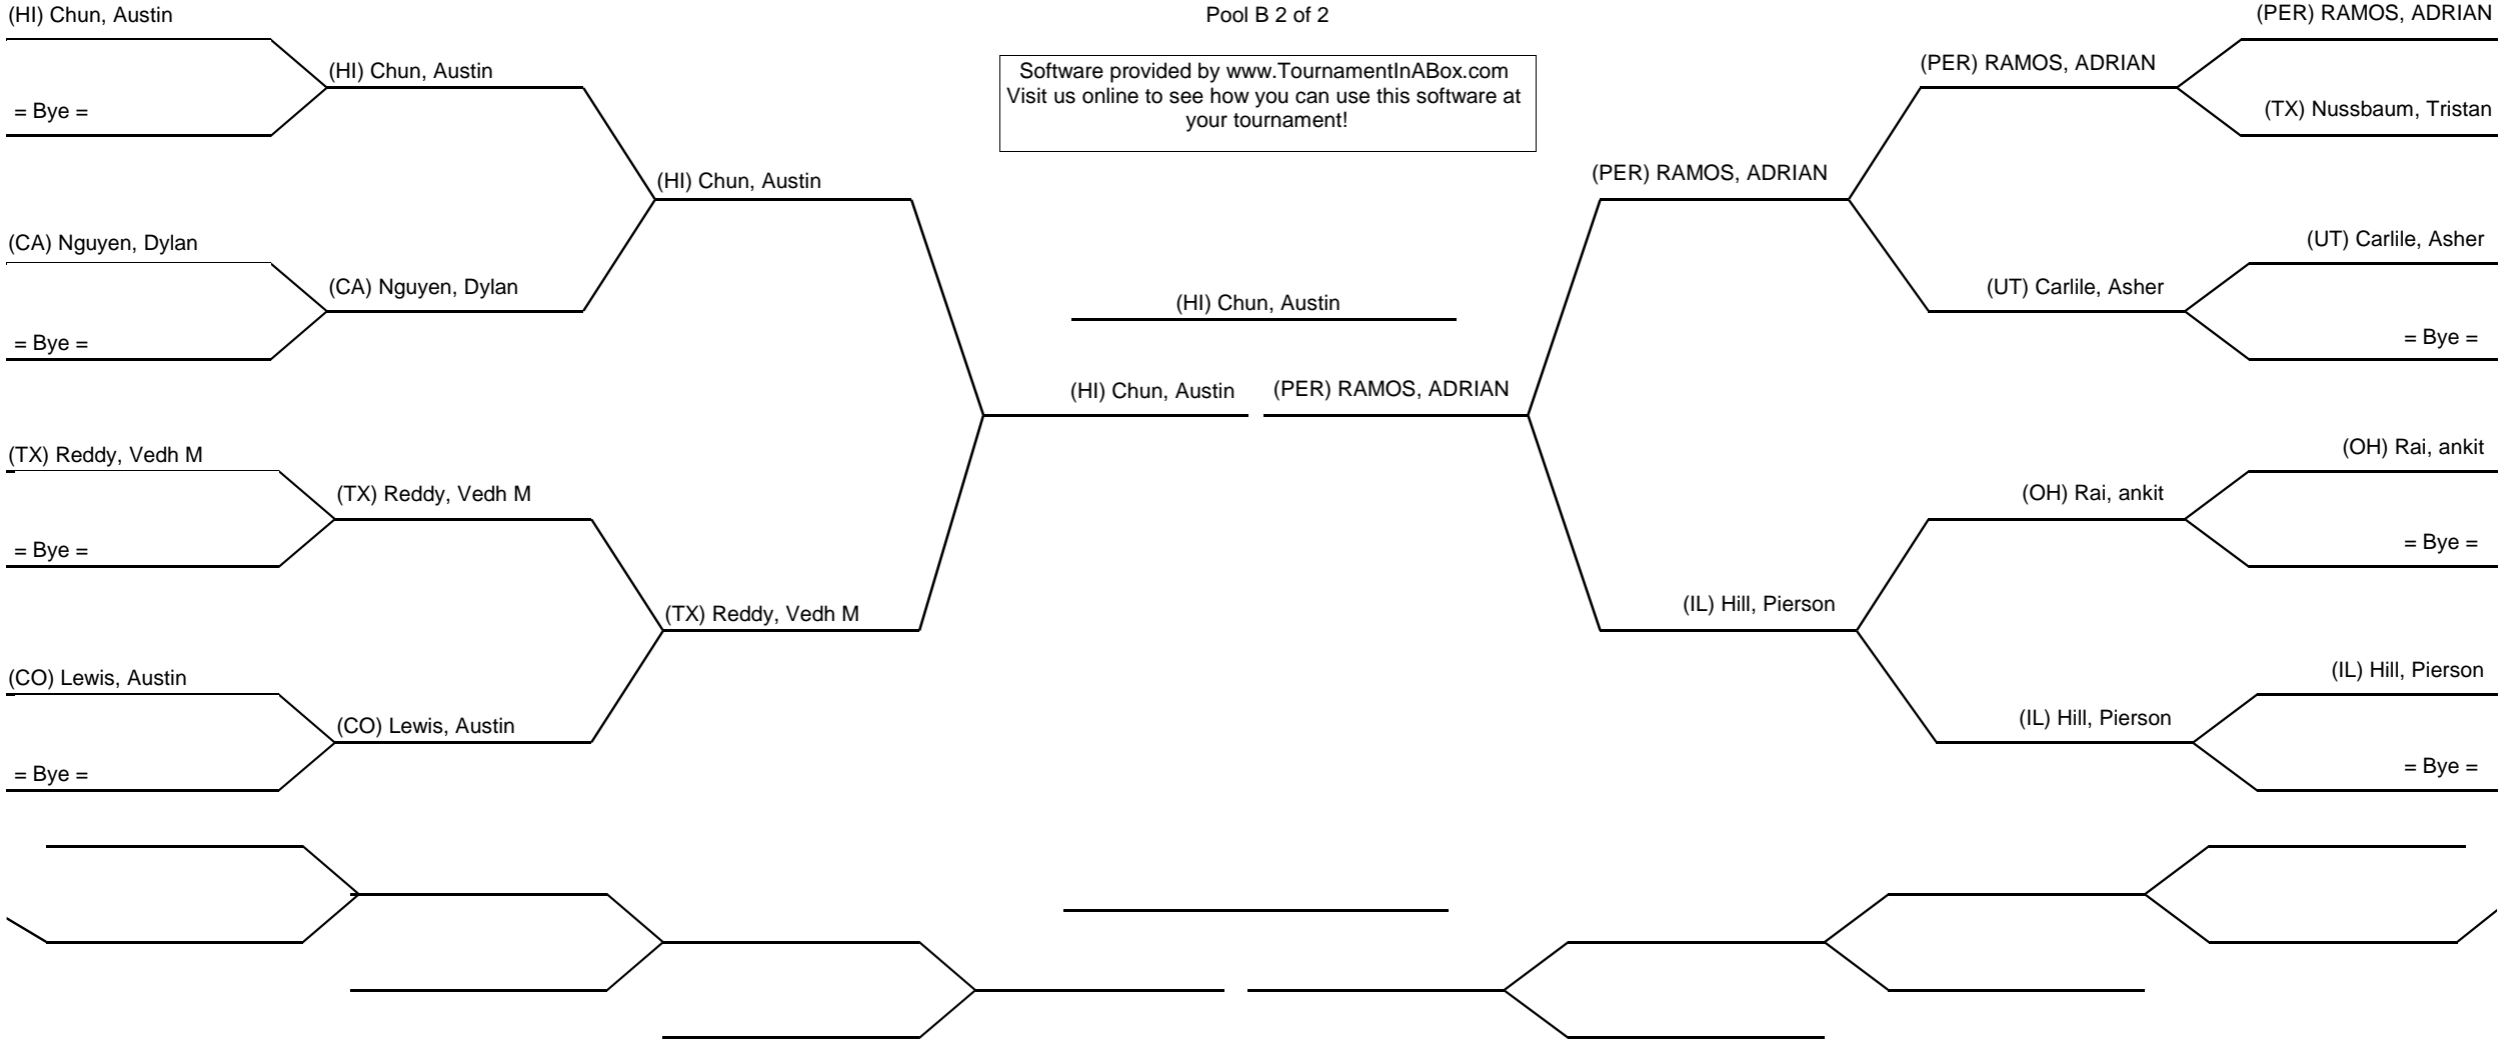 (HI) Chun, Austin
= Bye =
(CA) Nguyen, Dylan
= Bye =
(TX) Reddy, Vedh M
= Bye =
(CO) Lewis, Austin
= Bye =
(HI) Chun, Austin
(CA) Nguyen, Dylan
(TX) Reddy, Vedh M
(CO) Lewis, Austin
(HI) Chun, Austin
(TX) Reddy, Vedh M
Pool B 2 of 2
Software provided by www.TournamentInABox.com
Visit us online to see how you can use this software at
your tournament!
(HI) Chun, Austin
(HI) Chun, Austin
(PER) RAMOS, ADRIAN
(PER) RAMOS, ADRIAN
(IL) Hill, Pierson
(PER) RAMOS, ADRIAN
(UT) Carlile, Asher
(OH) Rai, ankit
(IL) Hill, Pierson
(PER) RAMOS, ADRIAN
(TX) Nussbaum, Tristan
(UT) Carlile, Asher
= Bye =
(OH) Rai, ankit
= Bye =
(IL) Hill, Pierson
= Bye =